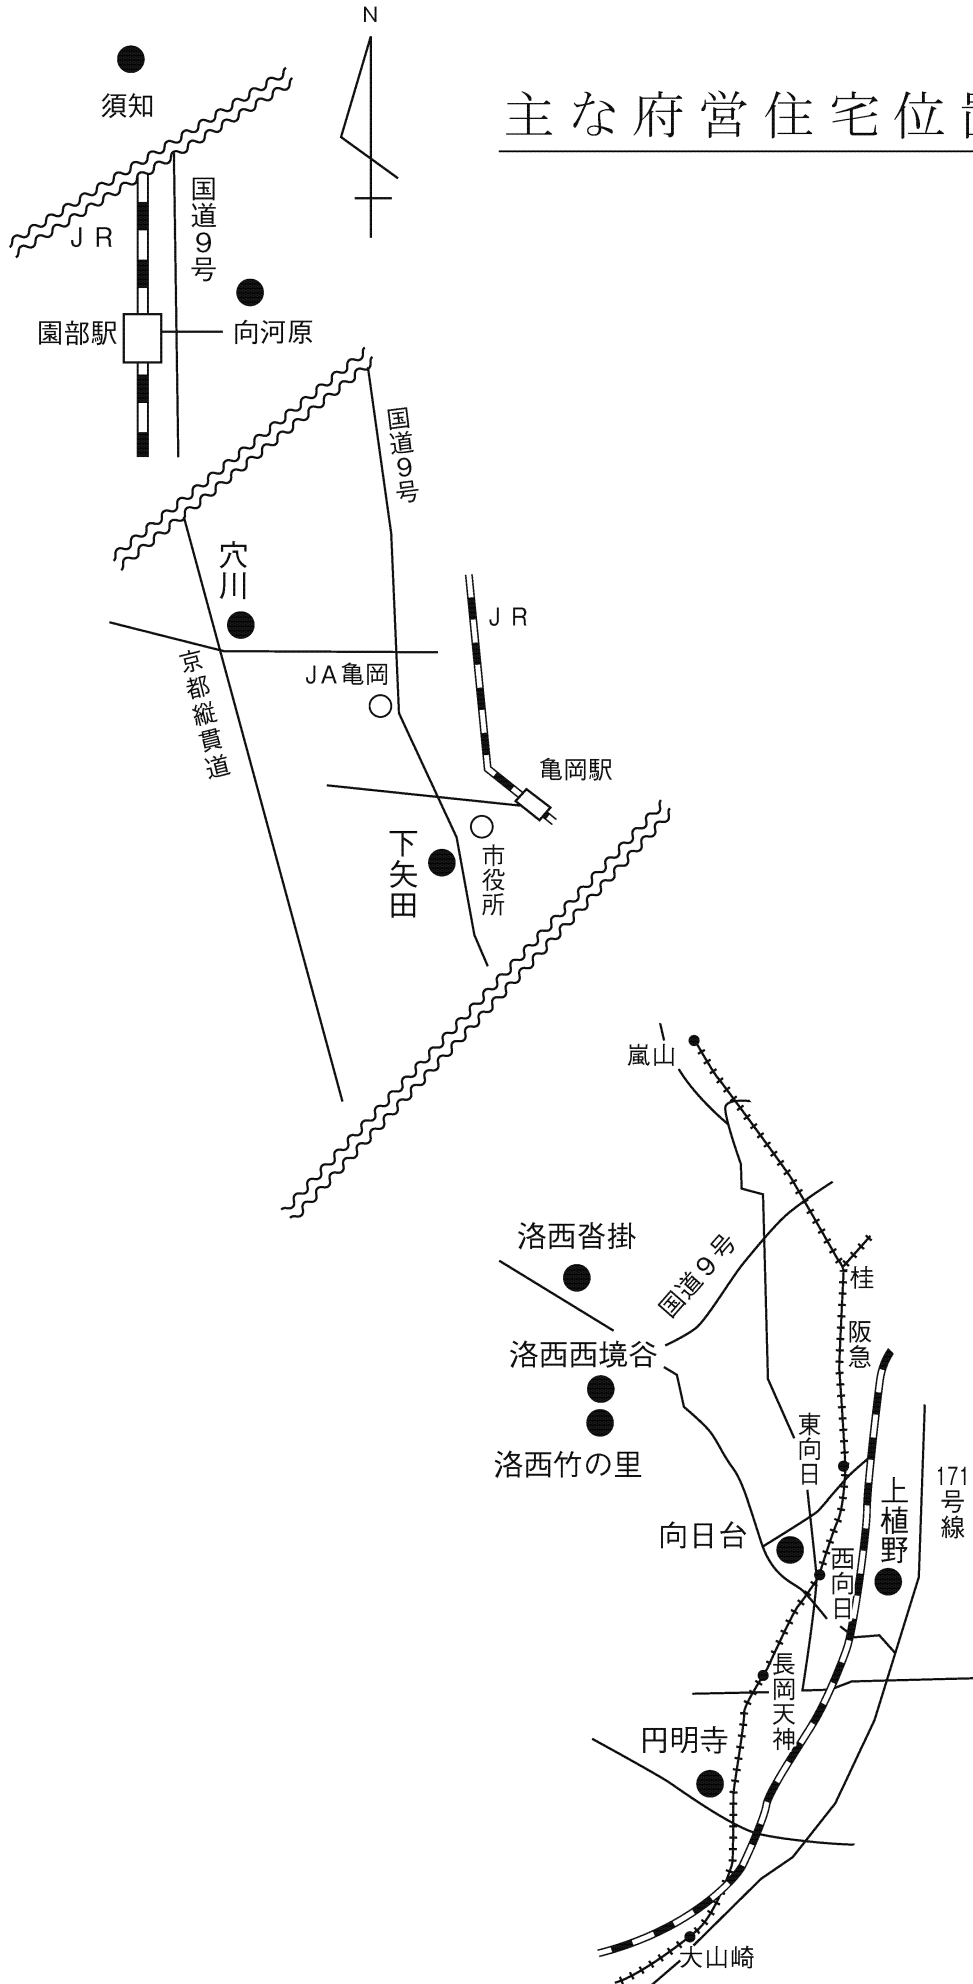 N
須知
主な府営住宅位
国道9号
JR
園部駅
向河原
国道9号
穴川
JR
京都縦貫道
JA亀岡
亀岡駅
下矢田
市役所
嵐山
洛西沓掛
国道9号
桂
阪急
洛西西境谷
東向日
洛西竹の里
171号線
上植野
向日台
西向日
長岡天神
円明寺
大山崎